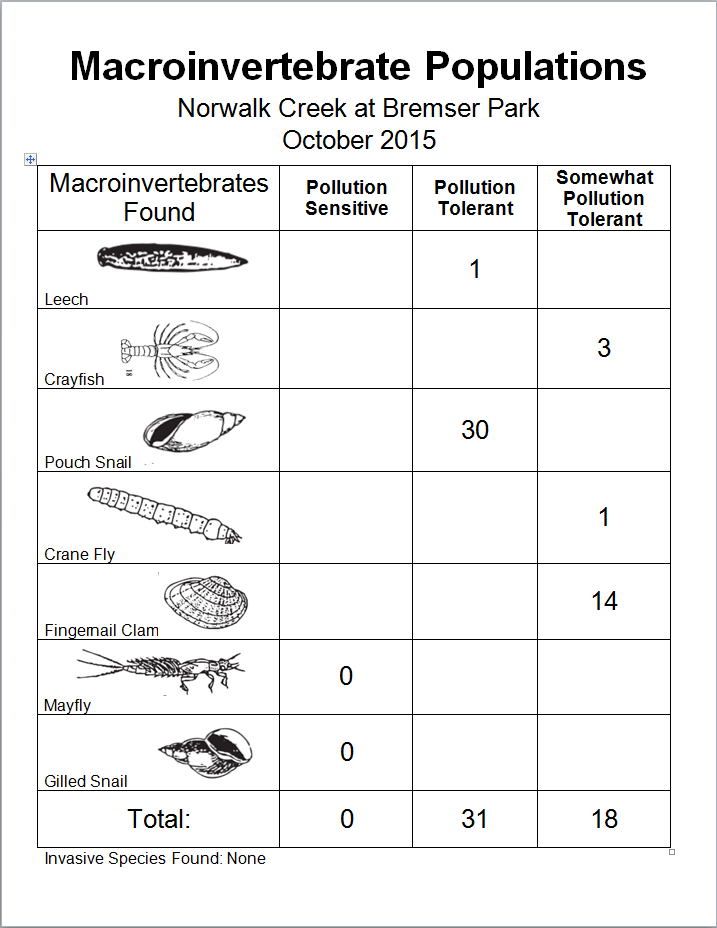 Macroinvertebrate Populations
Norwalk Creek at Bremser Park
October 2015
Macroinvertebrates
Found
Pollution
Sensitive
Pollution
Tolerant
Somewhat
Pollution
Tolerant
Leech
1
18
Crayfish
3
Pouch Snail
30
Crane Fly
1
Fingernail Clam
14
Mayfly
0
Gilled Snail
0
Total:
0
31
18
Invasive Species Found: None